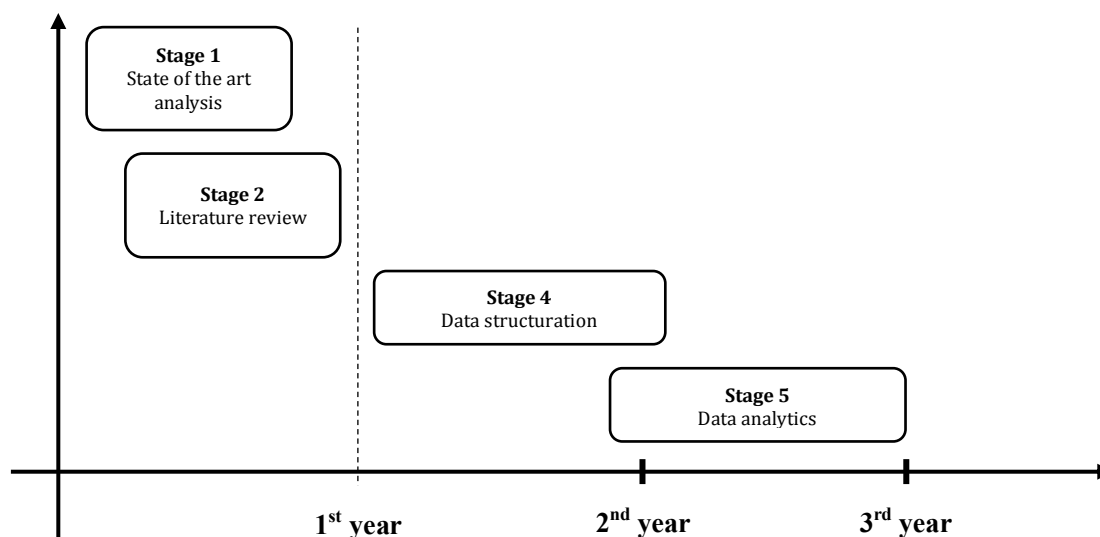 Stage 1
State of the art
analysis
Stage 2
Literature review
Stage 4
Data structuration
Stage 5
Data analytics
1st year
2nd year
3rd year